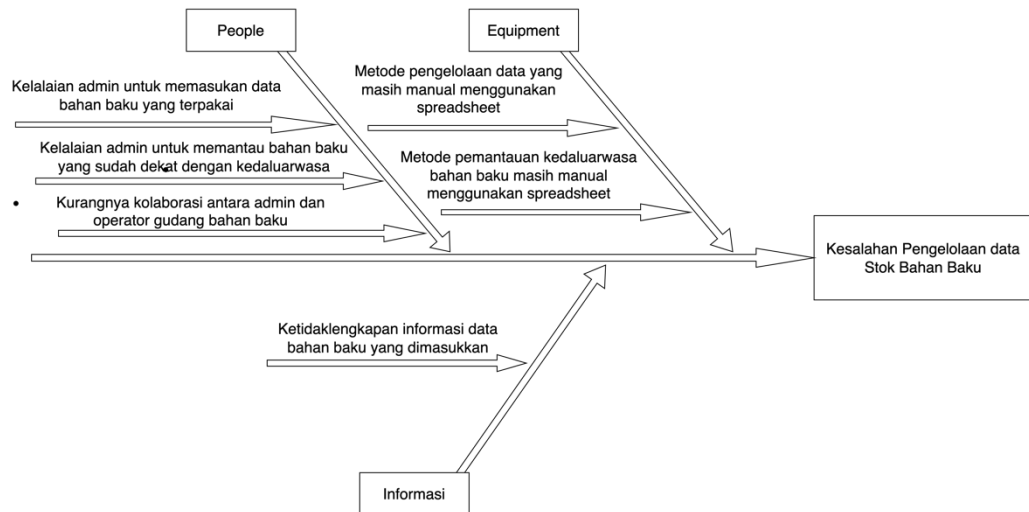 People
Equipment
Kelalaian admin untuk memasukan data
bahan baku yang terpakai
Metode pengelolaan data yang
masih manual menggunakan
spreadsheet
Kelalaian admin untuk memantau bahan baku
yang sudah dekat dengan kedaluarwasa
Metode pemantauan kedaluarwasa
bahan baku masih manual
menggunakan spreadsheet
Kurangnya kolaborasi antara admin dan
operator gudang bahan baku
Kesalahan Pengelolaan data
Stok Bahan Baku
Ketidaklengkapan informasi data
bahan baku yang dimasukkan
Informasi